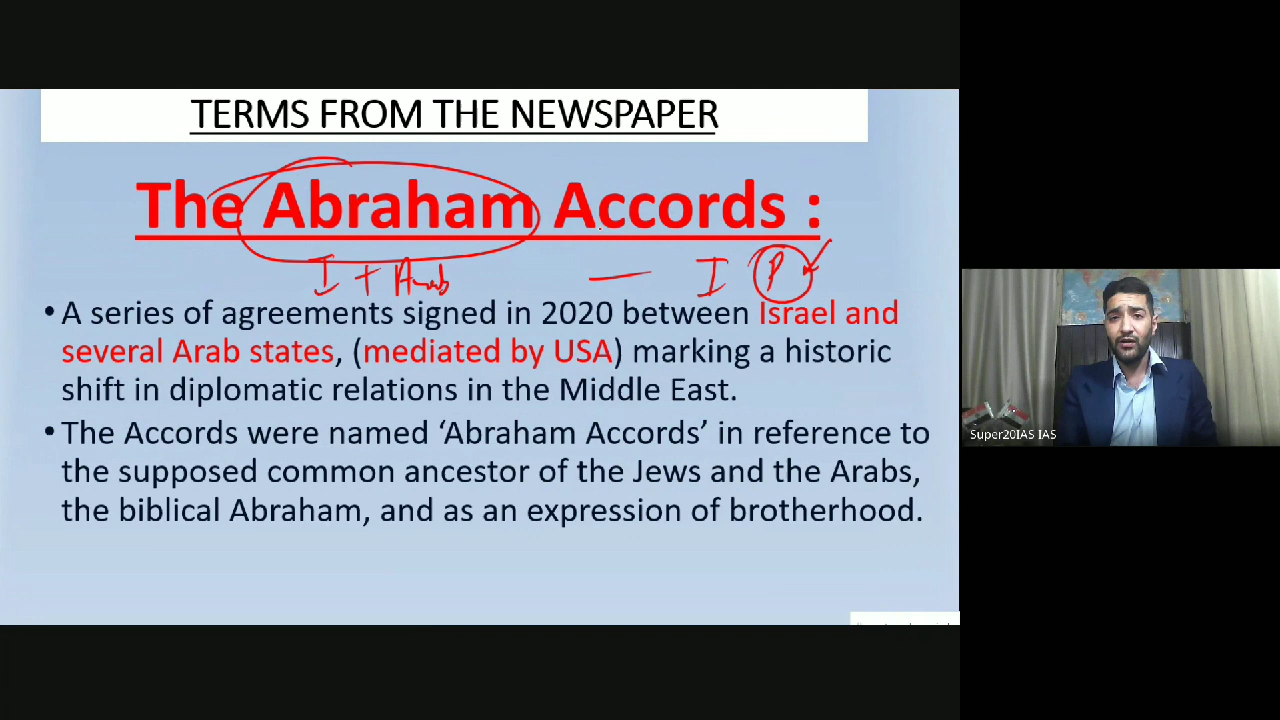 TERMS FROM THE NEWSPAPER
The Abraham Accords :
I + Arab — I P
• A series of agreements signed in 2020 between Israel and
several Arab states, (mediated by USA) marking a historic
shift in diplomatic relations in the Middle East.
• The Accords were named ‘Abraham Accords’ in reference to
the supposed common ancestor of the Jews and the Arabs,
the biblical Abraham, and as an expression of brotherhood.
Super20IAS IAS